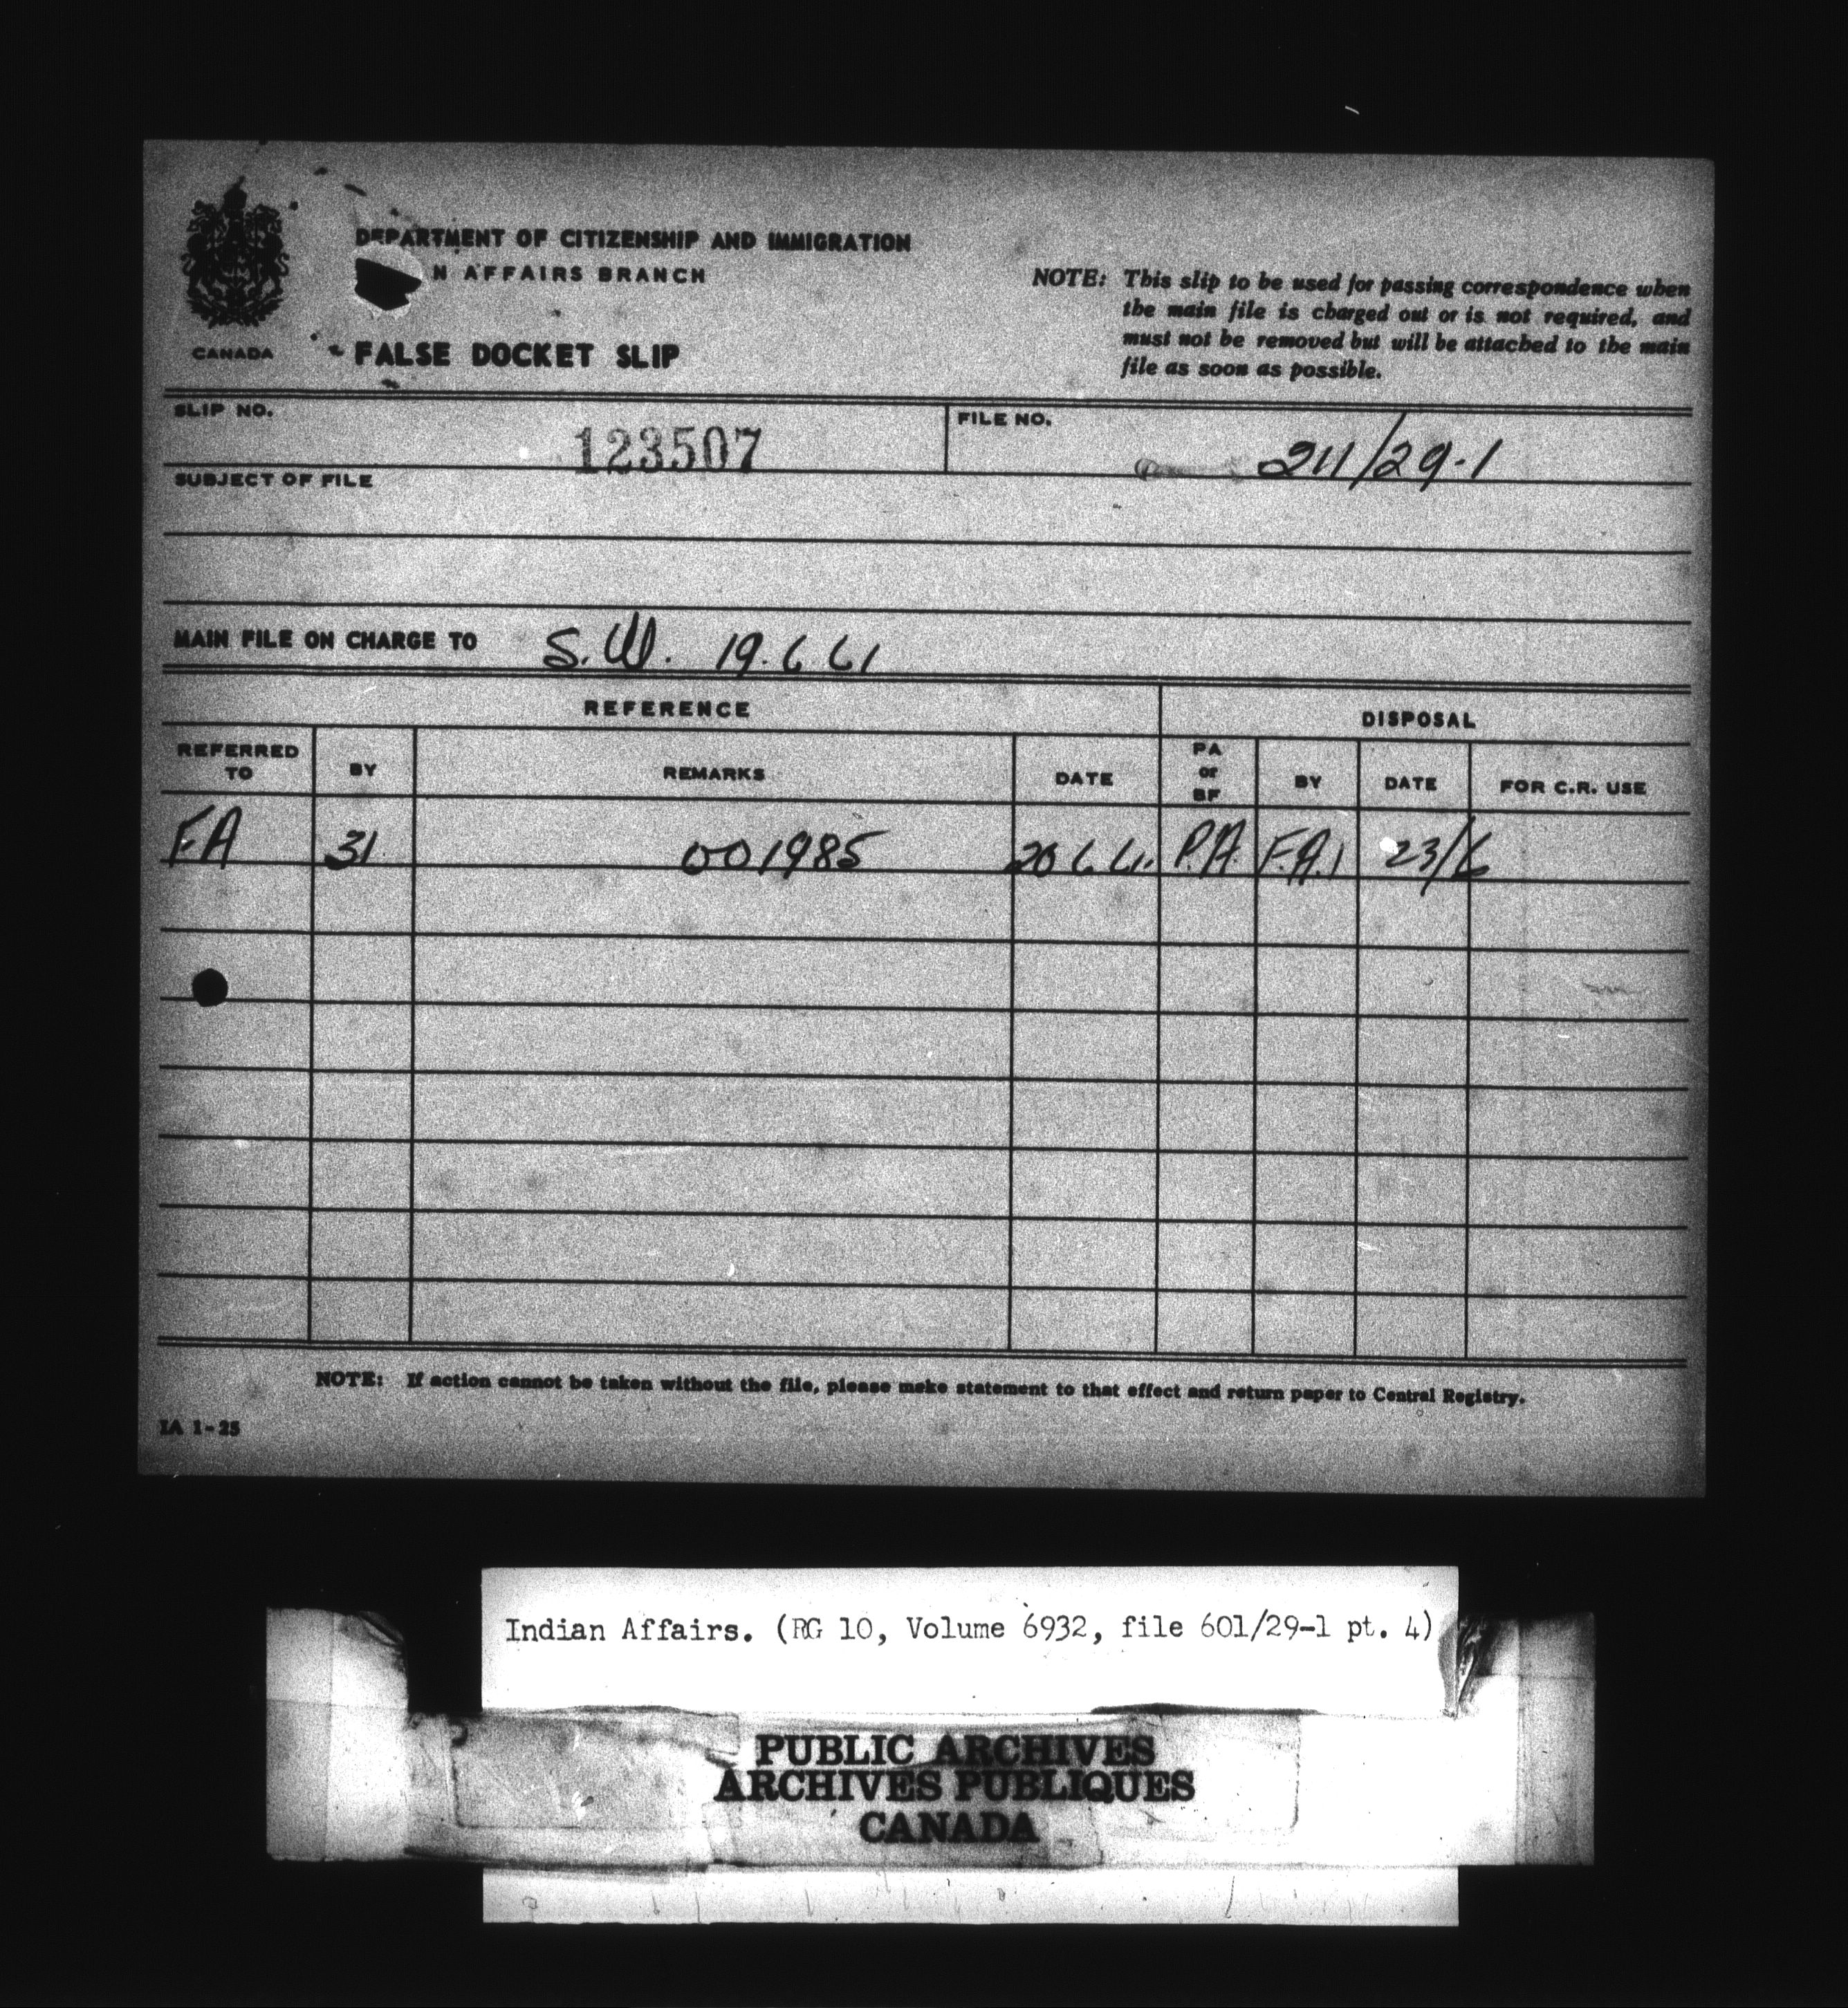 DEPARTMENT OF CITIZENSHIP AND IMMIGRATION
N AFFAIRS BRANCH
CANADA
FALSE DOCKET SLIP
NOTE: This slip to be used for passing correspondence when
the main file is charged out or is not required, and
must not be removed but will be attached to the main
file as soon as possible.
SLIP NO. 123507 FILE NO. 211/29-1
SUBJECT OF FILE
MAIN FILE ON CHARGE TO S.W. 19.6 61
REFERENCE DISPOSAL
REFERRED TO BY REMARKS DATE PA or BF BY DATE FOR C.R. USE
FA 31 001985 20 6 61. P.A. F.A.1 23/6
NOTE: If action cannot be taken without the file, please make statement to that effect and return paper to Central Registry.
IA 1-25
Indian Affairs. (RG 10, Volume 6932, file 601/29-1 pt. 4)
PUBLIC ARCHIVES
ARCHIVES PUBLIQUES
CANADA